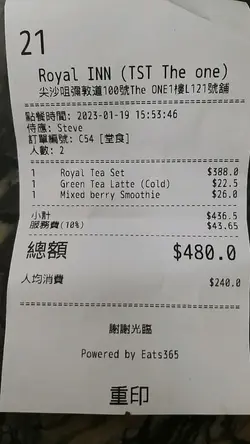 21
Royal INN (TST The one)
尖沙咀彌敦道100號The ONE1樓L121號舖
點餐時間: 2023-01-19 15:53:46
侍應: Steve
訂單編號: C54 [堂食]
人數: 2
1 Royal Tea Set $388.0
1 Green Tea Latte (Cold) $22.5
1 Mixed berry Smoothie $26.0
小計 $436.5
服務費(10%) $43.65
總額 $480.0
人均消費 $240.0
謝謝光臨
Powered by Eats365
重印